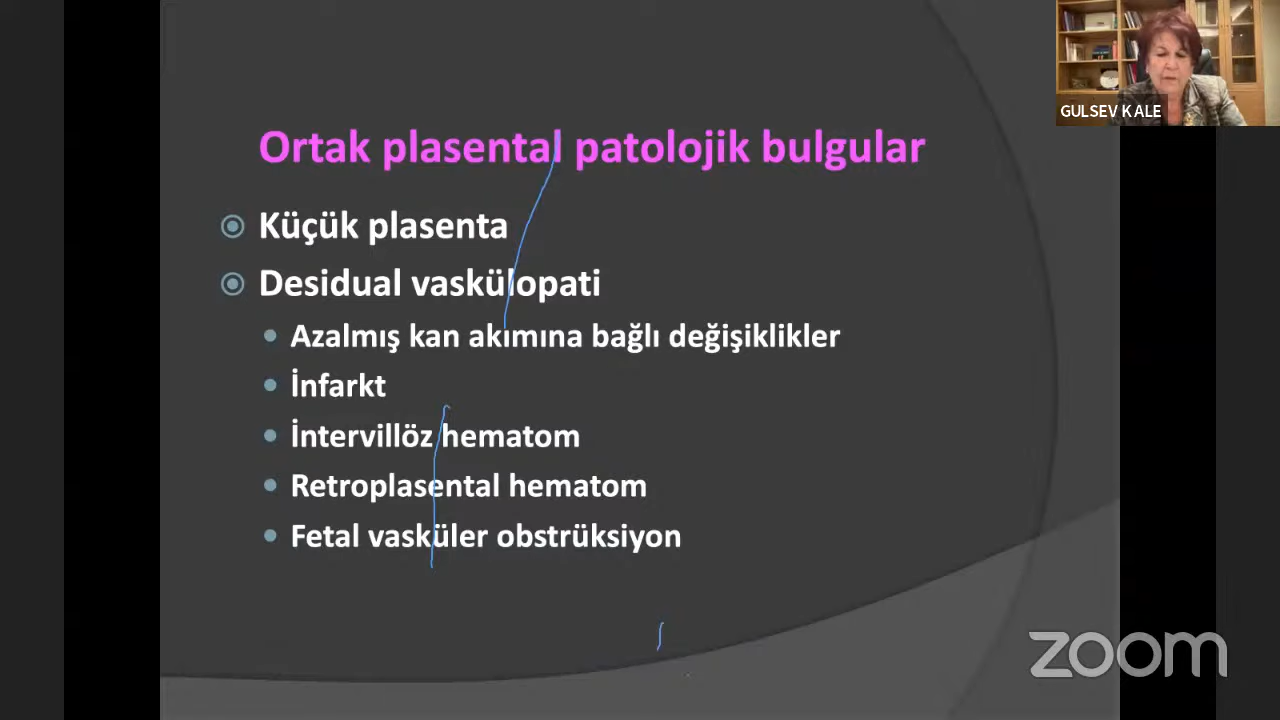 GULSEV KALE
Ortak plasental patolojik bulgular
Küçük plasenta
Desidual vaskülopati
Azalmış kan akımına bağlı değişiklikler
İnfarkt
İntervillöz hematom
Retroplasental hematom
Fetal vasküler obstrüksiyon
zoom